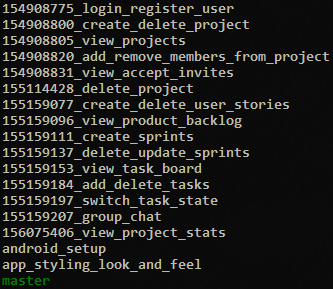 154908775_login_register_user
154908800_create_delete_project
154908805_view_projects
154908820_add_remove_members_from_project
154908831_view_accept_invites
155114428_delete_project
155159077_create_delete_user_stories
155159096_view_product_backlog
155159111_create_sprints
155159137_delete_update_sprints
155159153_view_task_board
155159184_add_delete_tasks
155159197_switch_task_state
155159207_group_chat
156075406_view_project_stats
android_setup
app_styling_look_and_feel
master